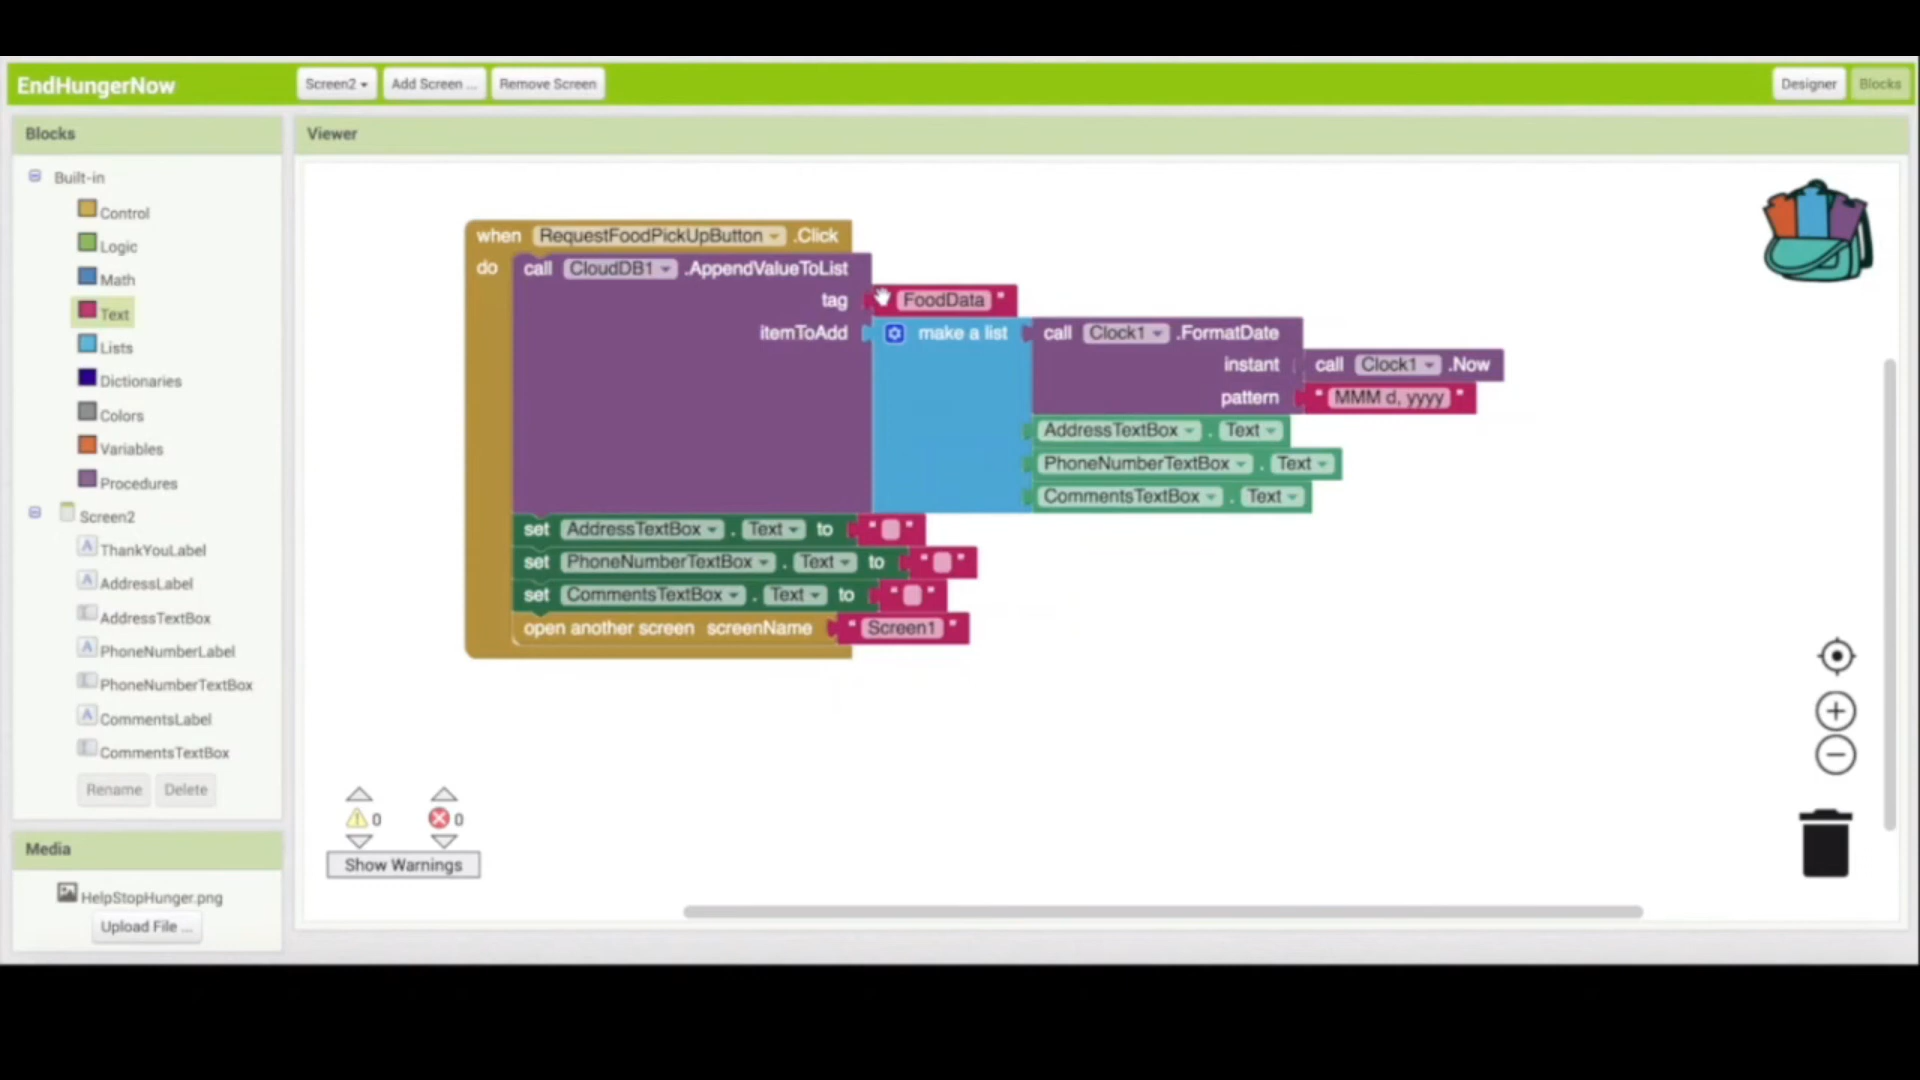 EndHungerNow Screen2 Add Screen ... Remove Screen Designer Blocks
Blocks
Viewer
Built-in
Control
Logic
Math
Text
Lists
Dictionaries
Colors
Variables
Procedures
Screen2
ThankYouLabel
AddressLabel
AddressTextBox
PhoneNumberLabel
PhoneNumberTextBox
CommentsLabel
CommentsTextBox
Rename Delete
Media
HelpStopHunger.png
Upload File ...
when RequestFoodPickUpButton .Click
do call CloudDB1 .AppendValueToList
tag FoodData "
itemToAdd make a list call Clock1 .FormatDate
instant call Clock1 .Now
pattern " MMM d, yyyy "
AddressTextBox . Text
PhoneNumberTextBox . Text
CommentsTextBox . Text
set AddressTextBox . Text to " "
set PhoneNumberTextBox . Text to " "
set CommentsTextBox . Text to " "
open another screen screenName " Screen1 "
0 0
Show Warnings